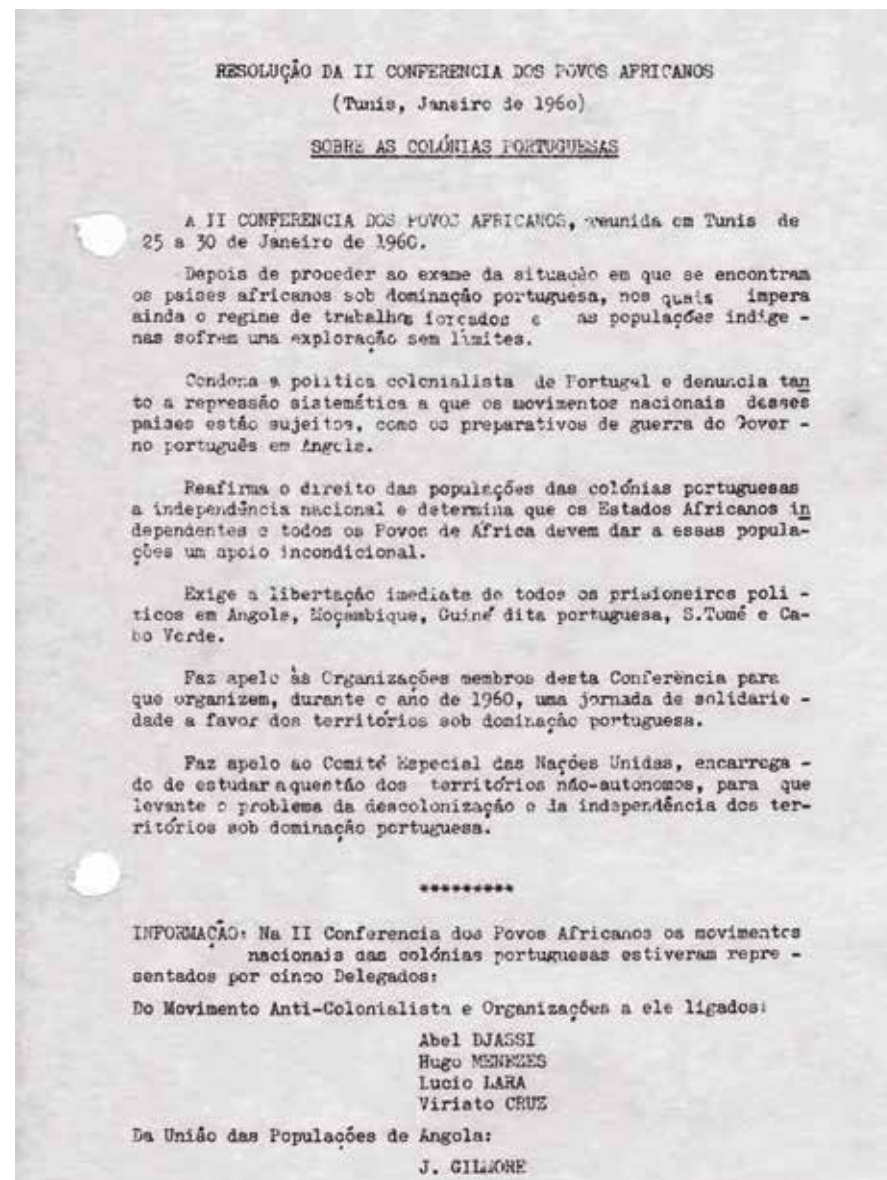 RESOLUÇÃO DA II CONFERENCIA DOS POVOS AFRICANOS
(Tunis, Janeiro de 1960)
SOBRE AS COLÓNIAS PORTUGUESAS
A II CONFERENCIA DOS POVOS AFRICANOS, reunida em Tunis de
25 a 30 de Janeiro de 1960.
Depois de proceder ao exame da situação em que se encontram
os paises africanos sob dominação portuguesa, nos quais impera
ainda o regime de trabalhos forçados e as populações indige -
nas sofrem uma exploração sem limites.
Condena a politica colonialista de Portugal e denuncia tan
to a repressão sistemática a que os movimentos nacionais desses
paises estão sujeitos, como os preparativos de guerra do Gover -
no português em Angola.
Reafirma o direito das populações das colónias portuguesas
a independência nacional e determina que os Estados Africanos in
dependentes e todos os Povos de África devem dar a essas popula-
ções um apoio incondicional.
Exige a libertação imediata de todos os prisioneiros poli -
ticos em Angola, Moçambique, Guiné dita portuguesa, S.Tomé e Ca-
bo Verde.
Faz apelo às Organizações membros desta Conferência para
que organizem, durante o ano de 1960, uma jornada de solidarie -
dade a favor dos territórios sob dominação portuguesa.
Faz apelo ao Comité Especial das Nações Unidas, encarrega -
do de estudar aquestão dos territórios não-autonomos, para que
levante o problema da descolonização e da independência dos ter-
ritórios sob dominação portuguesa.
*********
INFORMAÇÃO: Na II Conferencia dos Povos Africanos os movimentos
nacionais das colónias portuguesas estiveram repre -
sentados por cinco Delegados:
Do Movimento Anti-Colonialista e Organizações a ele ligados:
Abel DJASSI
Hugo MENEZES
Lucio LARA
Viriato CRUZ
Da União das Populações de Angola:
J. GILMORE